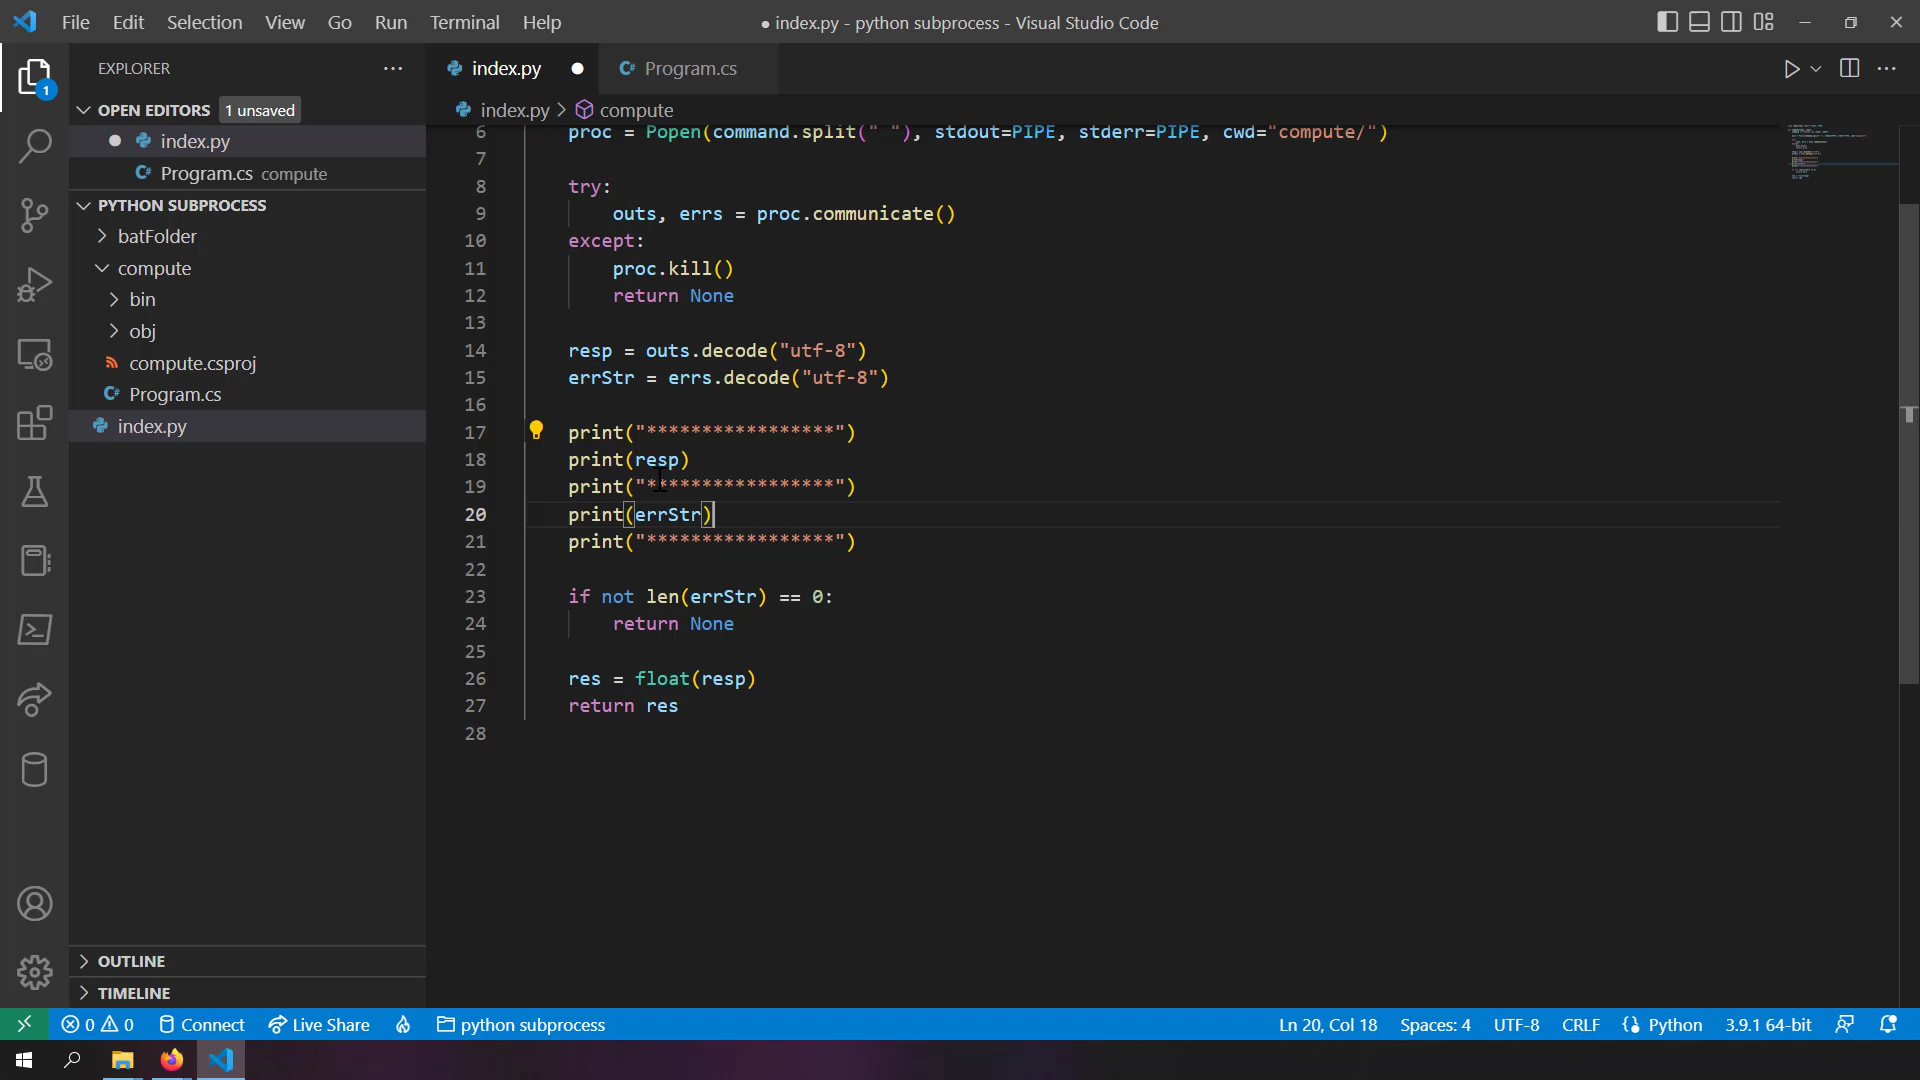 File Edit Selection View Go Run Terminal Help
● index.py - python subprocess - Visual Studio Code
EXPLORER
OPEN EDITORS 1 unsaved
index.py
Program.cs compute
PYTHON SUBPROCESS
batFolder
compute
bin
obj
compute.csproj
Program.cs
index.py
OUTLINE
TIMELINE
1
index.py
Program.cs
index.py > compute
6 proc = Popen(command.split(" "), stdout=PIPE, stderr=PIPE, cwd="compute/")
7
8 try:
9 outs, errs = proc.communicate()
10 except:
11 proc.kill()
12 return None
13
14 resp = outs.decode("utf-8")
15 errStr = errs.decode("utf-8")
16
17 print("*****************")
18 print(resp)
19 print("*****************")
20 print(errStr)
21 print("*****************")
22
23 if not len(errStr) == 0:
24 return None
25
26 res = float(resp)
27 return res
28
0 0 Connect Live Share python subprocess
Ln 20, Col 18 Spaces: 4 UTF-8 CRLF Python 3.9.1 64-bit